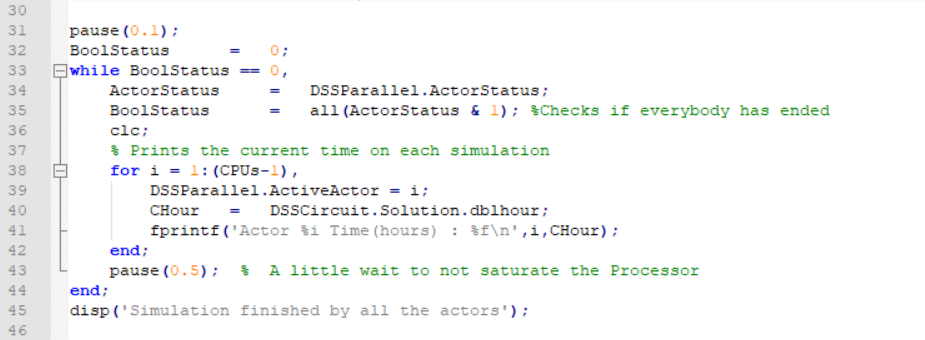 30
31 pause(0.1);
32 BoolStatus      =   0;
33 while BoolStatus == 0,
34     ActorStatus     =   DSSParallel.ActorStatus;
35     BoolStatus      =   all(ActorStatus & 1); %Checks if everybody has ended
36     clc;
37     % Prints the current time on each simulation
38     for i = 1:(CPUs-1),
39         DSSParallel.ActiveActor = i;
40         CHour   =   DSSCircuit.Solution.dblhour;
41         fprintf('Actor %i Time(hours) : %f\n',i,CHour);
42     end;
43     pause(0.5);  %  A little wait to not saturate the Processor
44 end;
45 disp('Simulation finished by all the actors');
46